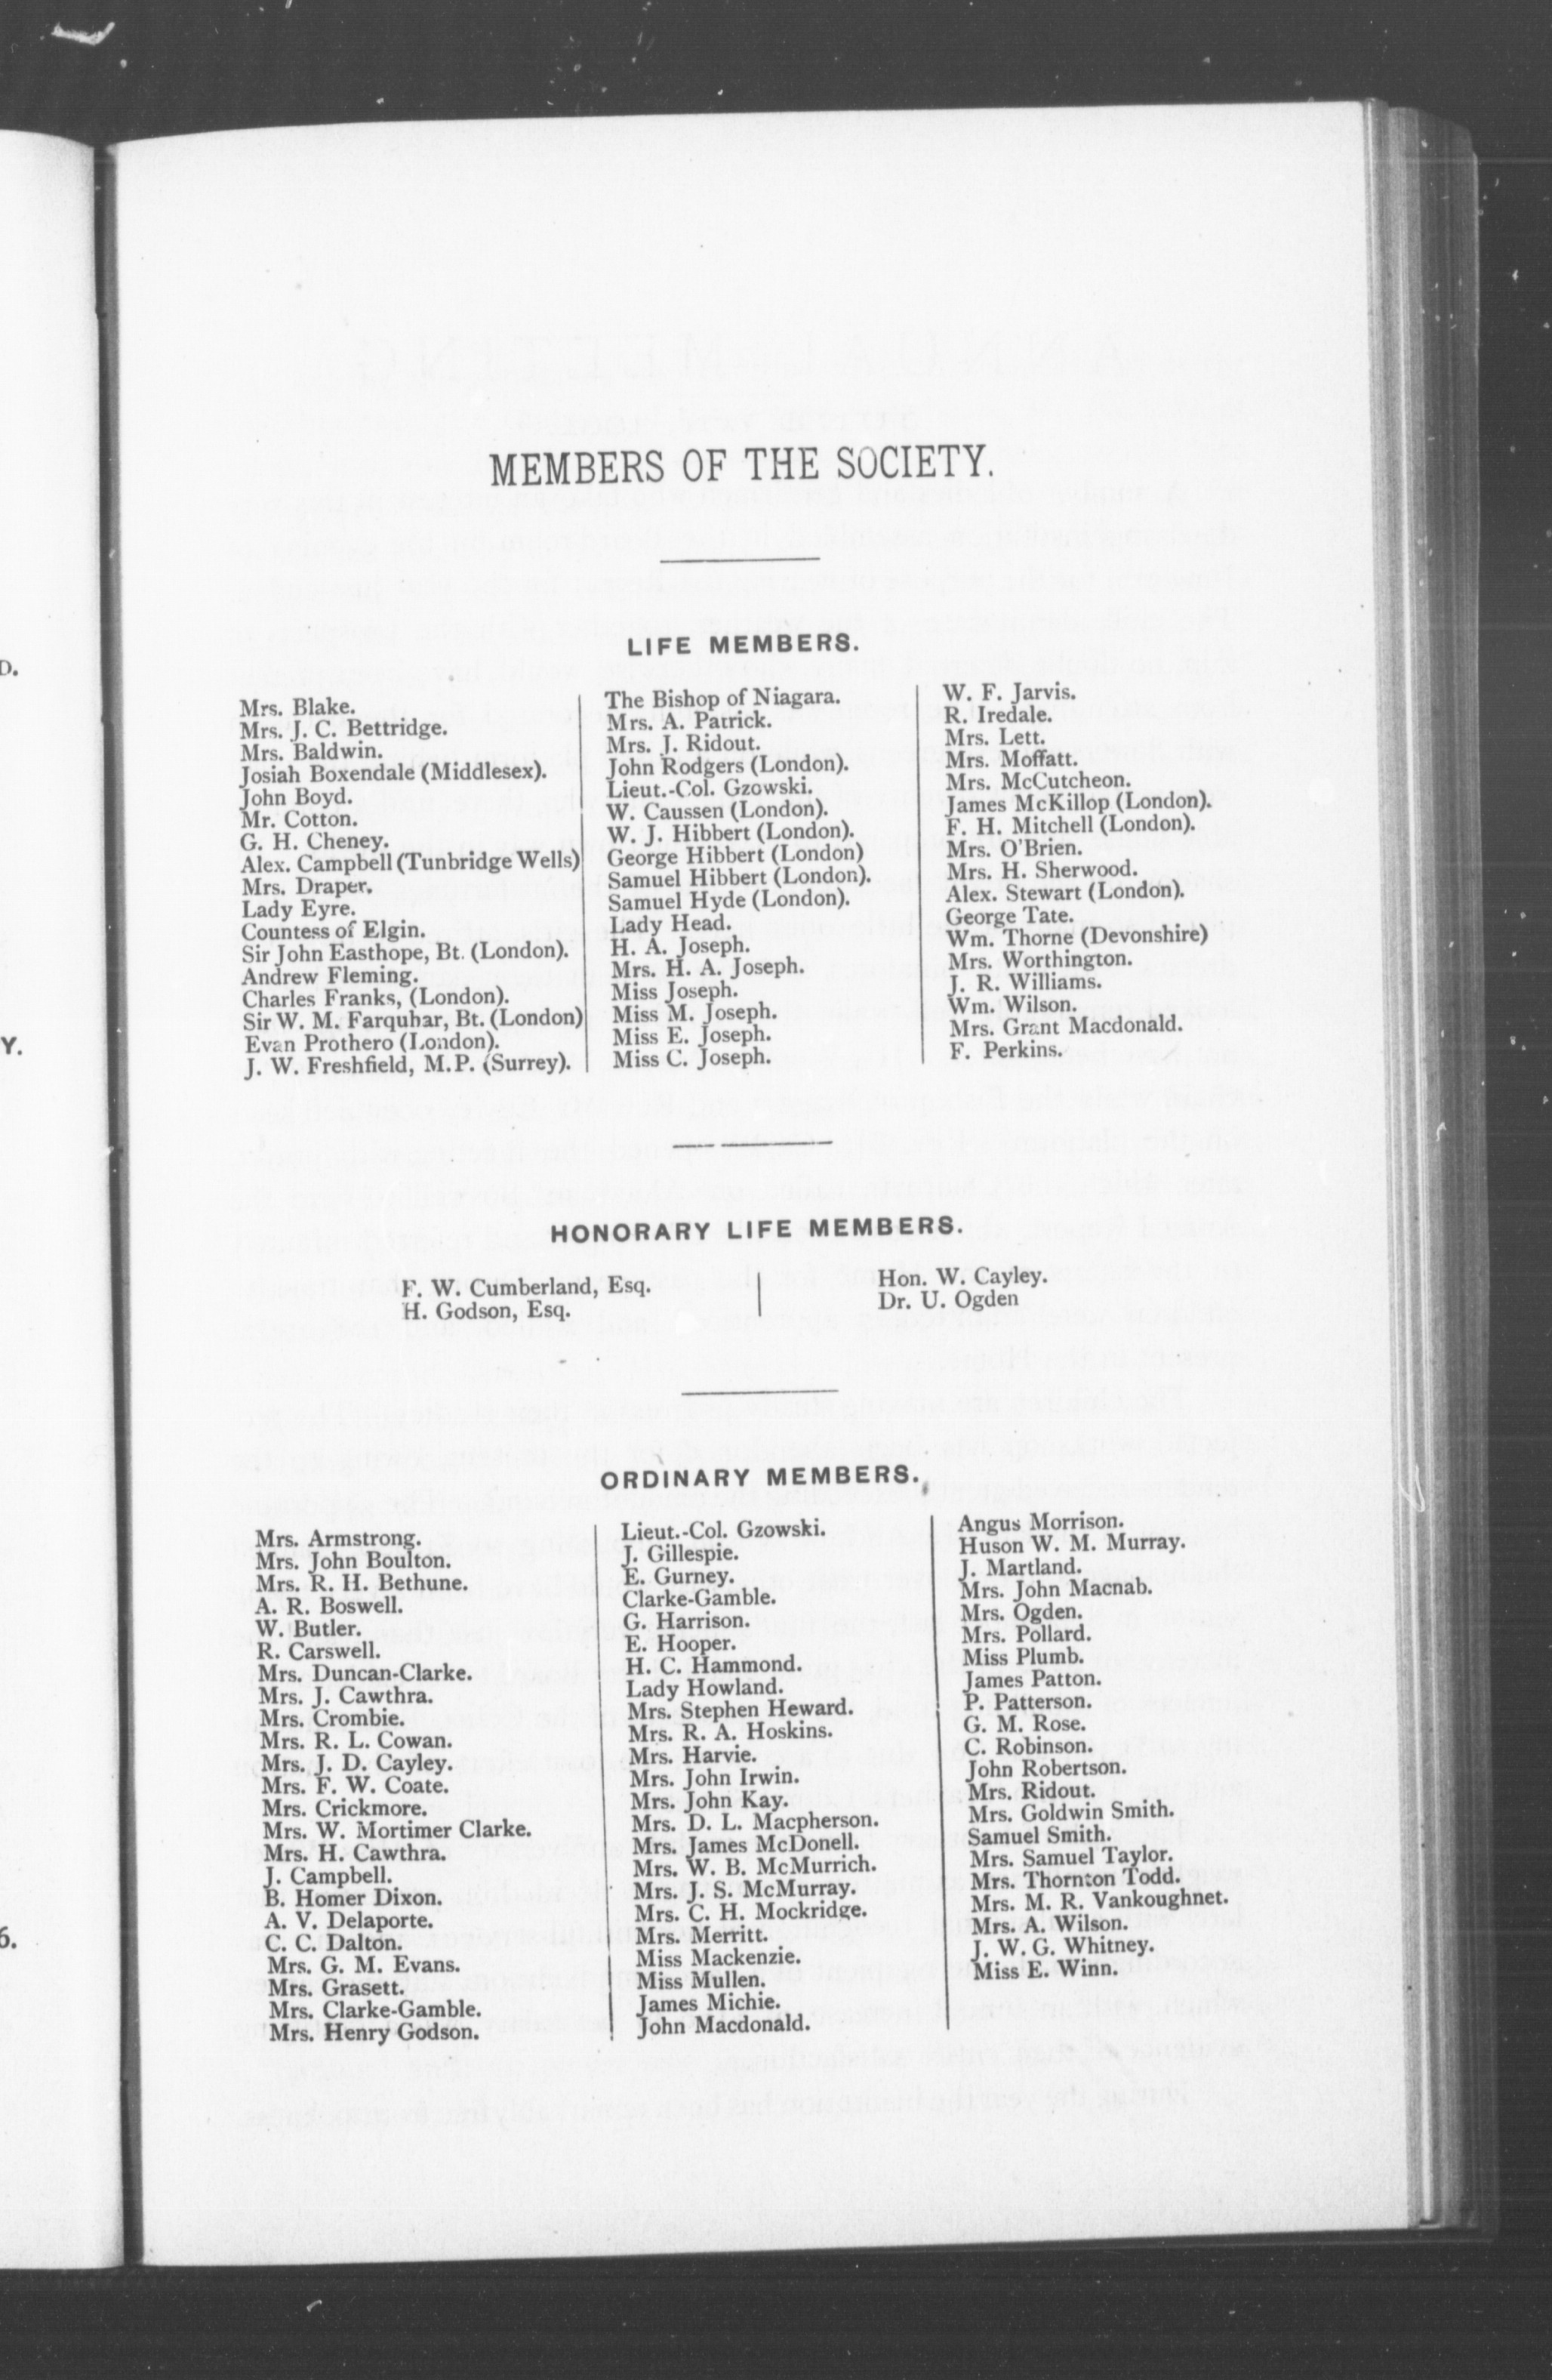 D.
Y.
6.
MEMBERS OF THE SOCIETY.
LIFE MEMBERS.
Mrs. Blake.
Mrs. J. C. Bettridge.
Mrs. Baldwin.
Josiah Boxendale (Middlesex).
John Boyd.
Mr. Cotton.
G. H. Cheney.
Alex. Campbell (Tunbridge Wells)
Mrs. Draper.
Lady Eyre.
Countess of Elgin.
Sir John Easthope, Bt. (London).
Andrew Fleming.
Charles Franks, (London).
Sir W. M. Farquhar, Bt. (London)
Evan Prothero (London).
J. W. Freshfield, M.P. (Surrey).
The Bishop of Niagara.
Mrs. A. Patrick.
Mrs. J. Ridout.
John Rodgers (London).
Lieut.-Col. Gzowski.
W. Caussen (London).
W. J. Hibbert (London).
George Hibbert (London)
Samuel Hibbert (London).
Samuel Hyde (London).
Lady Head.
H. A. Joseph.
Mrs. H. A. Joseph.
Miss Joseph.
Miss M. Joseph.
Miss E. Joseph.
Miss C. Joseph.
W. F. Jarvis.
R. Iredale.
Mrs. Lett.
Mrs. Moffatt.
Mrs. McCutcheon.
James McKillop (London).
F. H. Mitchell (London).
Mrs. O'Brien.
Mrs. H. Sherwood.
Alex. Stewart (London).
George Tate.
Wm. Thorne (Devonshire)
Mrs. Worthington.
J. R. Williams.
Wm. Wilson.
Mrs. Grant Macdonald.
F. Perkins.
HONORARY LIFE MEMBERS.
F. W. Cumberland, Esq.
H. Godson, Esq.
Hon. W. Cayley.
Dr. U. Ogden
ORDINARY MEMBERS.
Mrs. Armstrong.
Mrs. John Boulton.
Mrs. R. H. Bethune.
A. R. Boswell.
W. Butler.
R. Carswell.
Mrs. Duncan-Clarke.
Mrs. J. Cawthra.
Mrs. Crombie.
Mrs. R. L. Cowan.
Mrs. J. D. Cayley.
Mrs. F. W. Coate.
Mrs. Crickmore.
Mrs. W. Mortimer Clarke.
Mrs. H. Cawthra.
J. Campbell.
B. Homer Dixon.
A. V. Delaporte.
C. C. Dalton.
Mrs. G. M. Evans.
Mrs. Grasett.
Mrs. Clarke-Gamble.
Mrs. Henry Godson.
Lieut.-Col. Gzowski.
J. Gillespie.
E. Gurney.
Clarke-Gamble.
G. Harrison.
E. Hooper.
H. C. Hammond.
Lady Howland.
Mrs. Stephen Heward.
Mrs. R. A. Hoskins.
Mrs. Harvie.
Mrs. John Irwin.
Mrs. John Kay.
Mrs. D. L. Macpherson.
Mrs. James McDonell.
Mrs. W. B. McMurrich.
Mrs. J. S. McMurray.
Mrs. C. H. Mockridge.
Mrs. Merritt.
Miss Mackenzie.
Miss Mullen.
James Michie.
John Macdonald.
Angus Morrison.
Huson W. M. Murray.
J. Martland.
Mrs. John Macnab.
Mrs. Ogden.
Mrs. Pollard.
Miss Plumb.
James Patton.
P. Patterson.
G. M. Rose.
C. Robinson.
John Robertson.
Mrs. Ridout.
Mrs. Goldwin Smith.
Samuel Smith.
Mrs. Samuel Taylor.
Mrs. Thornton Todd.
Mrs. M. R. Vankoughnet.
Mrs. A. Wilson.
J. W. G. Whitney.
Miss E. Winn.